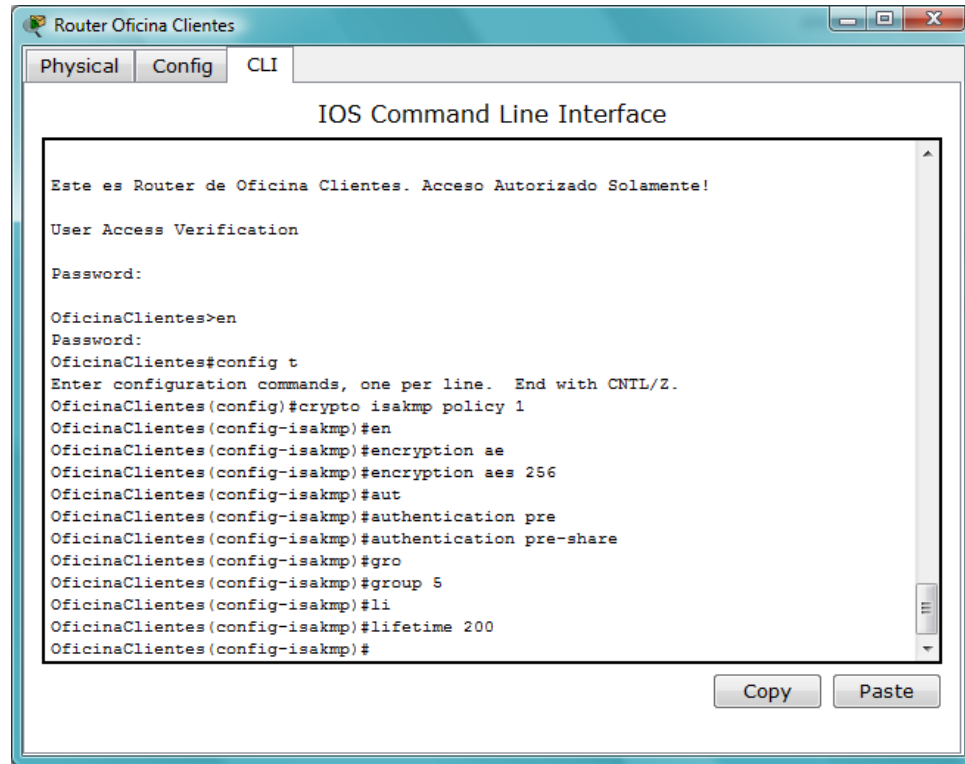 Router Oficina Clientes
Physical Config CLI
IOS Command Line Interface
Este es Router de Oficina Clientes. Acceso Autorizado Solamente!
User Access Verification
Password:
OficinaClientes>en
Password:
OficinaClientes#config t
Enter configuration commands, one per line.  End with CNTL/Z.
OficinaClientes(config)#crypto isakmp policy 1
OficinaClientes(config-isakmp)#en
OficinaClientes(config-isakmp)#encryption ae
OficinaClientes(config-isakmp)#encryption aes 256
OficinaClientes(config-isakmp)#aut
OficinaClientes(config-isakmp)#authentication pre
OficinaClientes(config-isakmp)#authentication pre-share
OficinaClientes(config-isakmp)#gro
OficinaClientes(config-isakmp)#group 5
OficinaClientes(config-isakmp)#li
OficinaClientes(config-isakmp)#lifetime 200
OficinaClientes(config-isakmp)#
Copy Paste